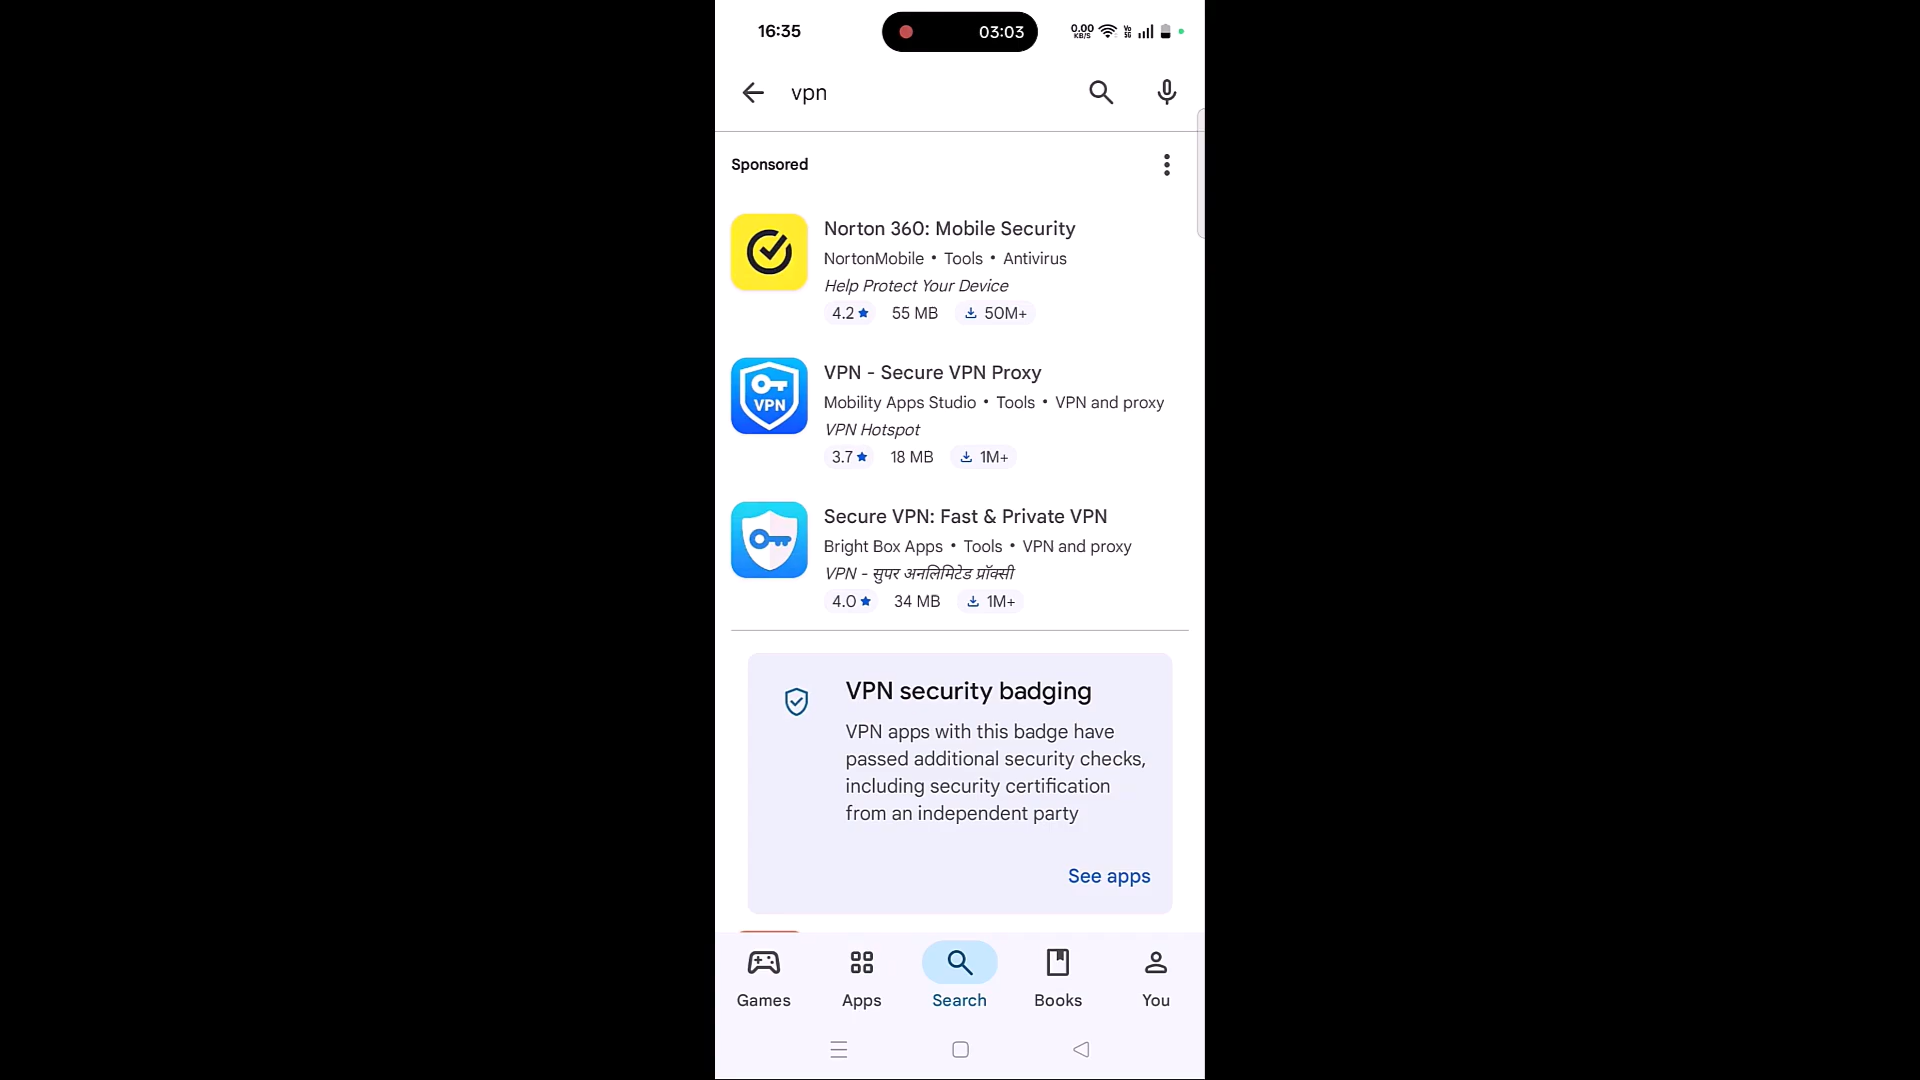 16:35
03:03
0.00
KB/S
Vo
5G
vpn
Sponsored
Norton 360: Mobile Security
NortonMobile • Tools • Antivirus
Help Protect Your Device
4.2 ★ 55 MB 50M+
VPN
VPN - Secure VPN Proxy
Mobility Apps Studio • Tools • VPN and proxy
VPN Hotspot
3.7 ★ 18 MB 1M+
Secure VPN: Fast & Private VPN
Bright Box Apps • Tools • VPN and proxy
VPN - सुपर अनलिमिटेड प्रॉक्सी
4.0 ★ 34 MB 1M+
VPN security badging
VPN apps with this badge have
passed additional security checks,
including security certification
from an independent party
See apps
Games Apps Search Books You